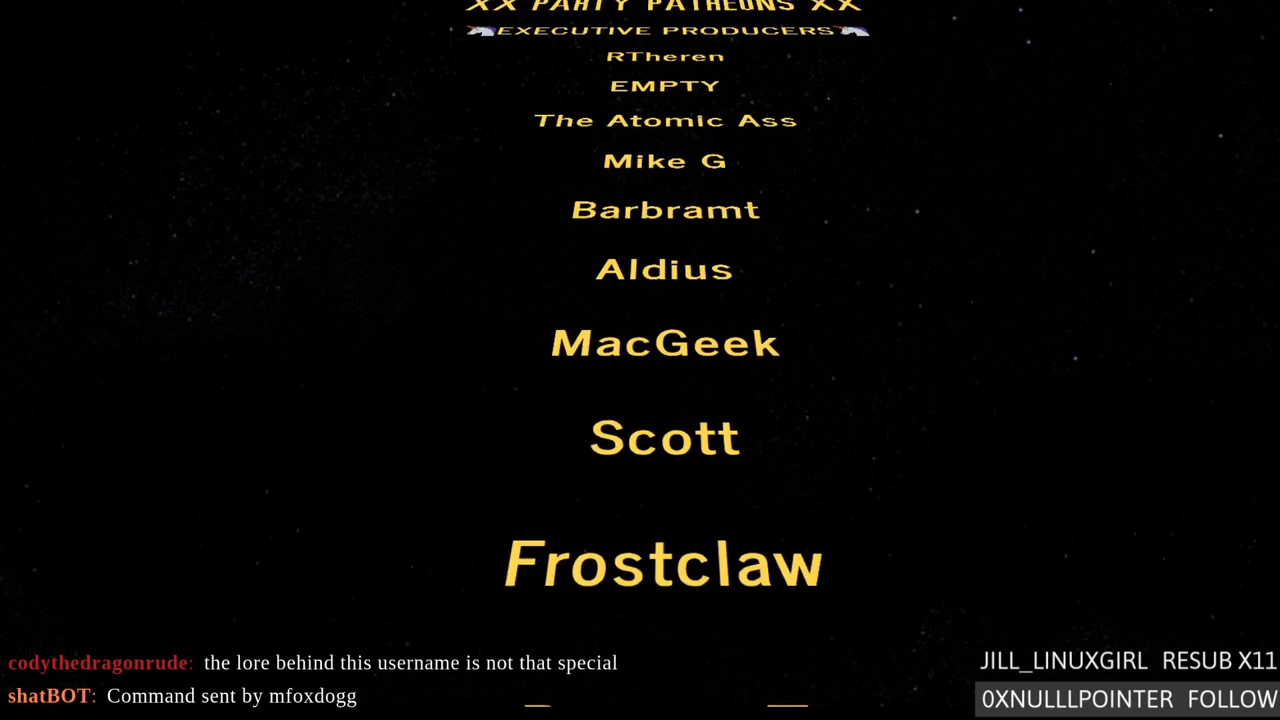 XX PARTY PATREONS XX
🦄EXECUTIVE PRODUCERS🦄
RTheren
EMPTY
The Atomic Ass
Mike G
Barbramt
Aldius
MacGeek
Scott
Frostclaw
codythedragonrude: the lore behind this username is not that special
shatBOT: Command sent by mfoxdogg
JILL_LINUXGIRL RESUB X11
0XNULLLPOINTER FOLLOW